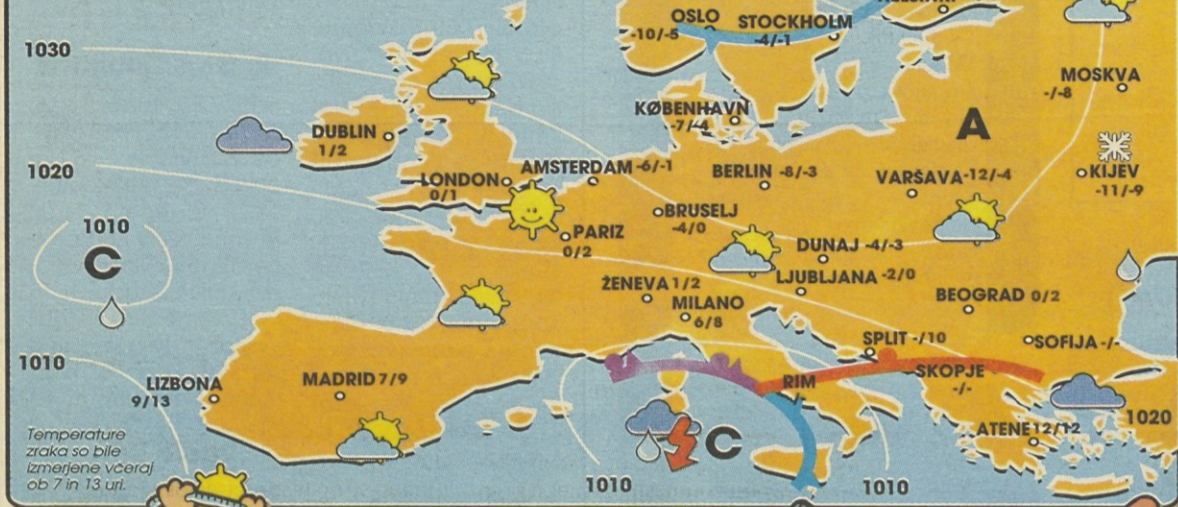 OSLO
-10/-5
STOCKHOLM
-4/-1
1030
MOSKVA
-/-8
KØBENHAVN
-7/-4
A
DUBLIN
1/2
1020
AMSTERDAM -6/-1
LONDON
0/1
BERLIN -8/-3
VARŠAVA -12/-4
KIJEV
-11/-9
BRUSELJ
-4/0
1010
C
PARIZ
0/2
DUNAJ -4/-3
LJUBLJANA -2/0
ŽENEVA 1/2
MILANO
6/8
BEOGRAD 0/2
SPLIT -/10
SOFIJA -/-
1010
LIZBONA
9/13
MADRID 7/9
RIM
SKOPJE
-/-
C
ATENE 12/12
1020
Temperature
zraka so bile
izmerjene včeraj
ob 7 in 13 uri.
1010
1010